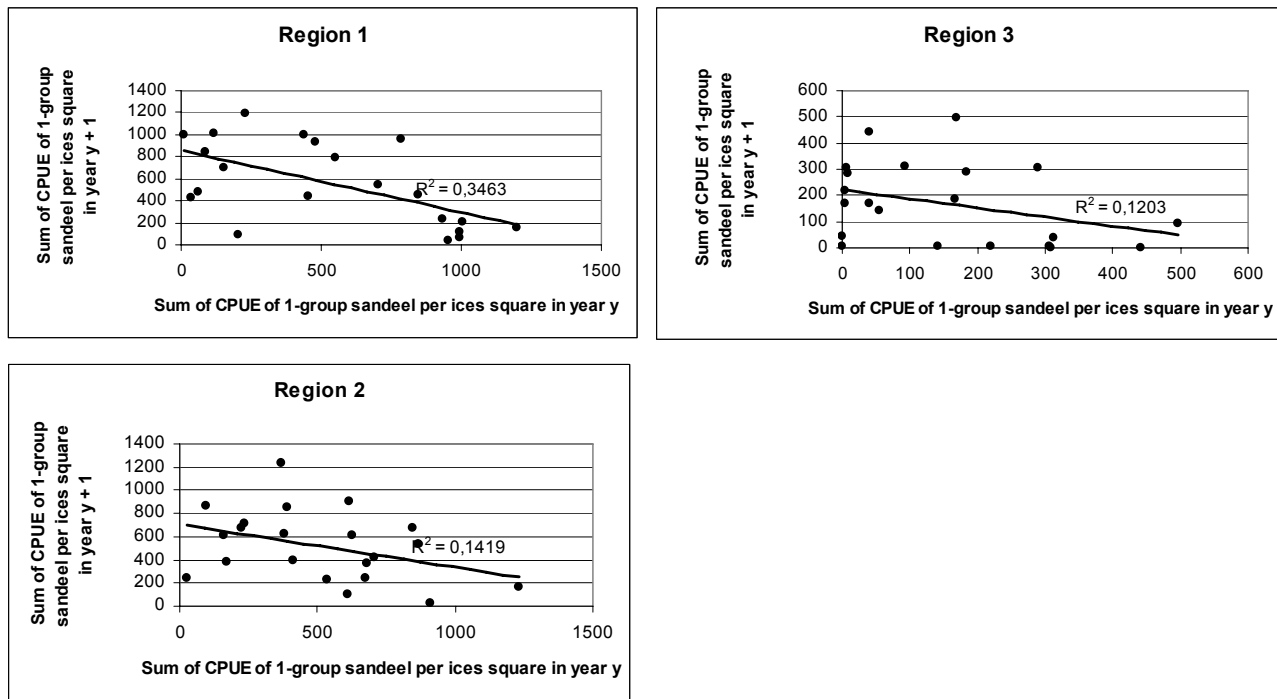 Region 1
Sum of CPUE of 1-group
sandeel per ices square
in year y + 1
1400
1200
1000
800
600
400
200
0
R² = 0,3463
0 500 1000 1500
Sum of CPUE of 1-group sandeel per ices square in year y
Region 3
Sum of CPUE of 1-group
sandeel per ices square
in year y + 1
600
500
400
300
200
100
0
R² = 0,1203
0 100 200 300 400 500 600
Sum of CPUE of 1-group sandeel per ices square in year y
Region 2
Sum of CPUE of 1-group
sandeel per ices square
in year y + 1
1400
1200
1000
800
600
400
200
0
R² = 0,1419
0 500 1000 1500
Sum of CPUE of 1-group sandeel per ices square in year y